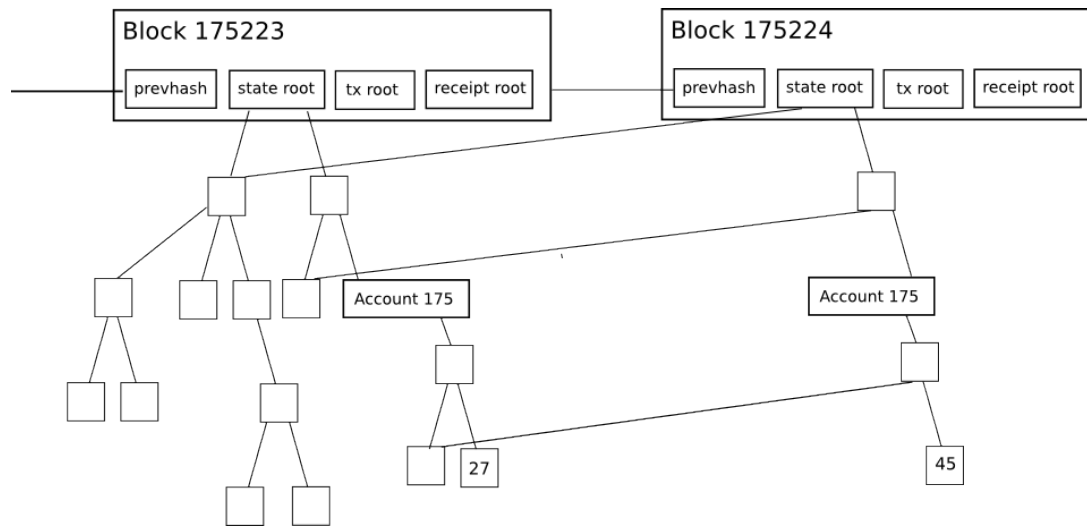 Block 175223
prevhash state root tx root receipt root
Block 175224
prevhash state root tx root receipt root
Account 175
27
Account 175
45